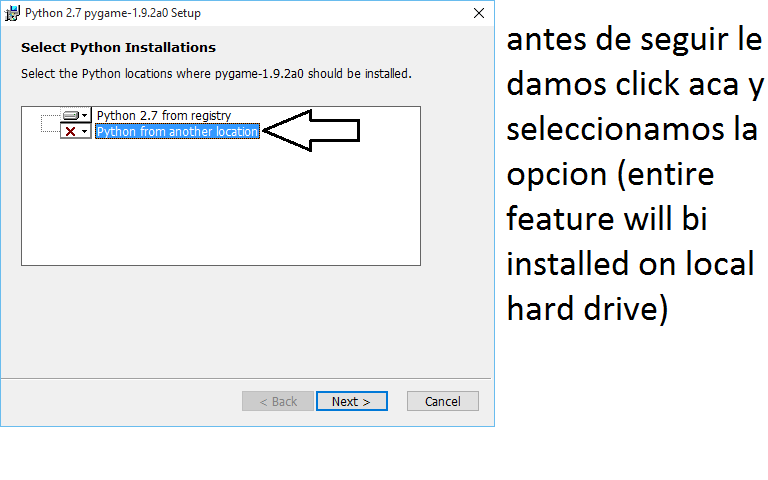 Python 2.7 pygame-1.9.2a0 Setup
Select Python Installations
Select the Python locations where pygame-1.9.2a0 should be installed.
Python 2.7 from registry
Python from another location
< Back
Next >
Cancel
antes de seguir le
damos click aca y
seleccionamos la
opcion (entire
feature will bi
installed on local
hard drive)